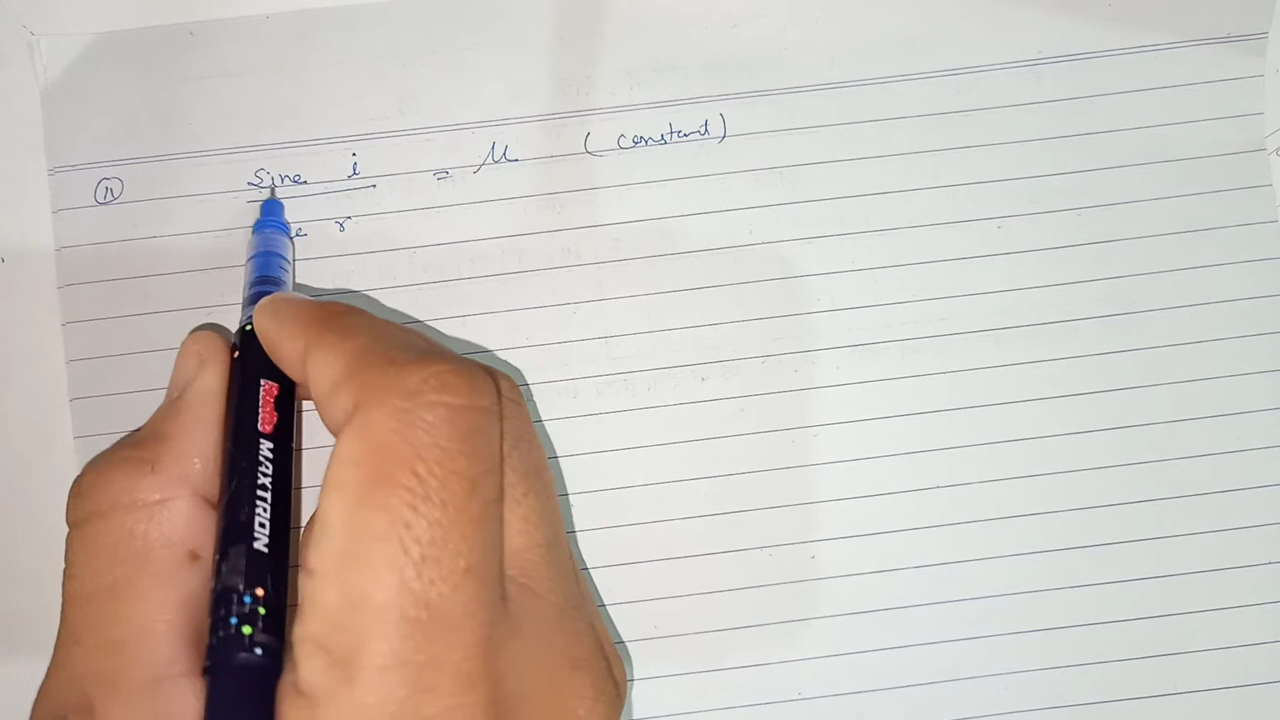 (ii) Sine i = μ (constant)
e r
MAXTRON